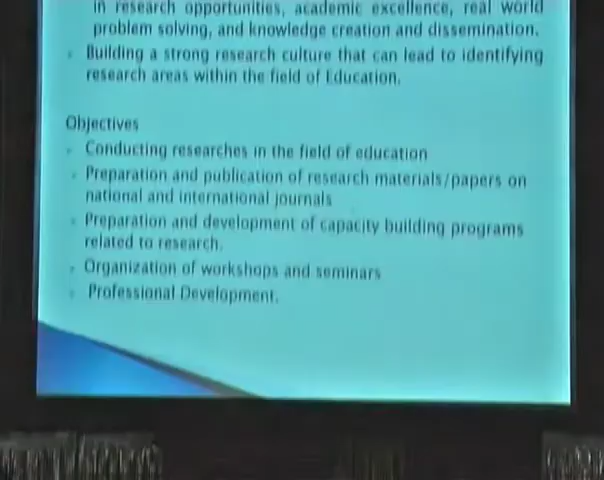 in research opportunities, academic excellence, real world
problem solving, and knowledge creation and dissemination.
Building a strong research culture that can lead to identifying
research areas within the field of Education.
Objectives
Conducting researches in the field of education
Preparation and publication of research materials/papers on
national and international journals
Preparation and development of capacity building programs
related to research.
Organization of workshops and seminars
Professional Development.